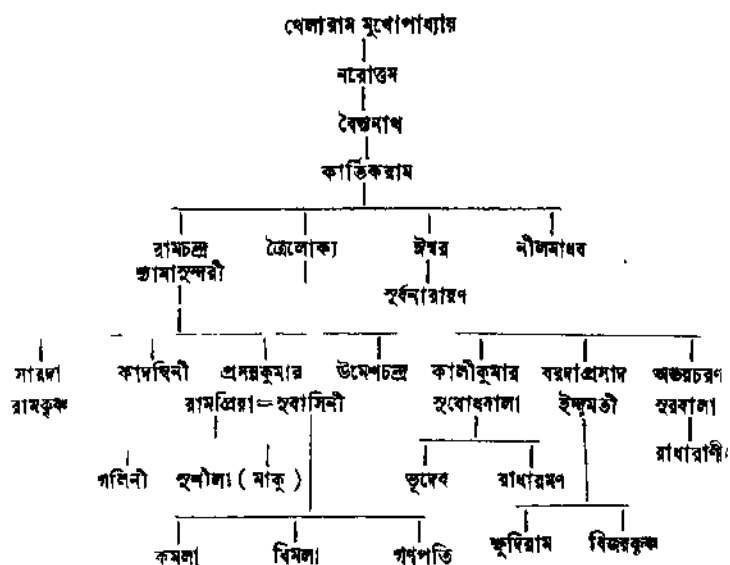 খেলারাম মুখোপাধ্যায়
নরোত্তম
বৈদ্যনাথ
কার্তিকরাম
রামচন্দ্র ত্রৈলোক্য ঈশ্বর নীলমাধব
শ্যামাসুন্দরী
সূর্যনারায়ণ
সারদা কাদম্বিনী প্রসন্নকুমার উমেশচন্দ্র কালীকুমার বরদাপ্রসাদ অভয়চরণ
রামকৃষ্ণ রামপ্রিয়া = সুবাসিনী সুবোধবালা ইন্দুমতী সুরবালা
রাধারাণী
নলিনী সুশীলা ( মাকু ) ভূদেব রাধারমণ
ক্ষুদিরাম বিজয়কৃষ্ণ
কমলা বিমলা গণপতি